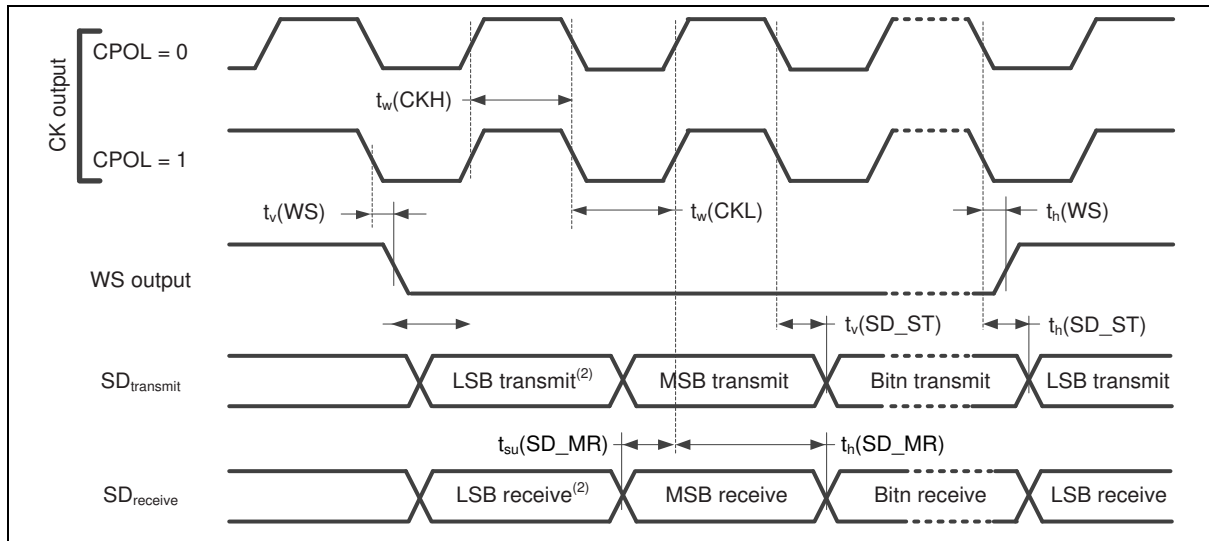 CK output
CPOL = 0
tw(CKH)
CPOL = 1
tv(WS)
tw(CKL)
th(WS)
WS output
tv(SD_ST)
th(SD_ST)
SDtransmit
LSB transmit(2)
MSB transmit
Bitn transmit
LSB transmit
tsu(SD_MR)
th(SD_MR)
SDreceive
LSB receive(2)
MSB receive
Bitn receive
LSB receive